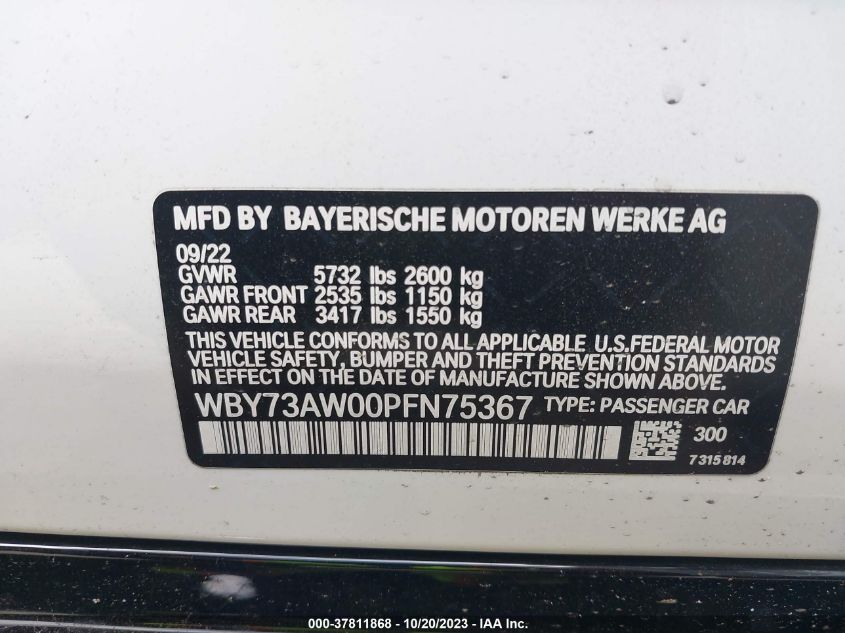 MFD BY BAYERISCHE MOTOREN WERKE AG
09/22
GVWR 5732 lbs 2600 kg
GAWR FRONT 2535 lbs 1150 kg
GAWR REAR 3417 lbs 1550 kg
THIS VEHICLE CONFORMS TO ALL APPLICABLE U.S.FEDERAL MOTOR
VEHICLE SAFETY, BUMPER AND THEFT PREVENTION STANDARDS
IN EFFECT ON THE DATE OF MANUFACTURE SHOWN ABOVE.
WBY73AW00PFN75367 TYPE: PASSENGER CAR
300
7315814
000-37811868 - 10/20/2023 - IAA Inc.